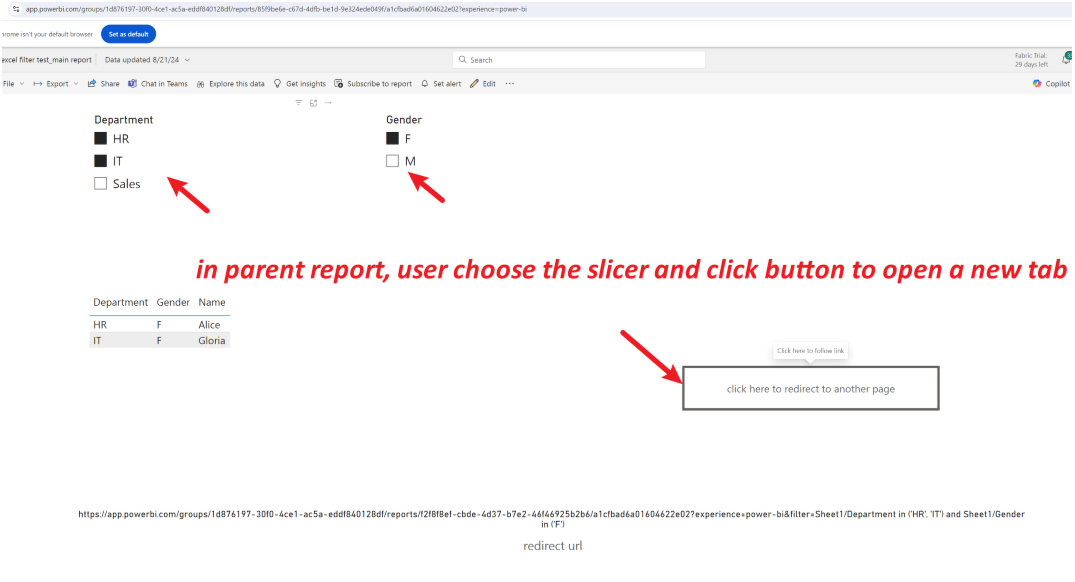 app.powerbi.com/groups/1d876197-30f0-4ce1-ac5a-eddf840128df/reports/85f9be6e-c67d-4dfb-be1d-9e324ede049f/a1cfbad6a01604622e02?experience=power-bi
hrome isn't your default browser Set as default
excel filter test_main report Data updated 8/21/24 Search Fabric Trial:
29 days left
File Export Share Chat in Teams Explore this data Get insights Subscribe to report Set alert Edit Copilot
Department Gender
HR F
IT M
Sales
in parent report, user choose the slicer and click button to open a new tab
Department Gender Name
HR F Alice
IT F Gloria
Click here to follow link
click here to redirect to another page
https://app.powerbi.com/groups/1d876197-30f0-4ce1-ac5a-eddf840128df/reports/f2f8f8ef-cbde-4d37-b7e2-46f46925b2b6/a1cfbad6a01604622e02?experience=power-bi&filter=Sheet1/Department in ('HR', 'IT') and Sheet1/Gender
in ('F')
redirect url